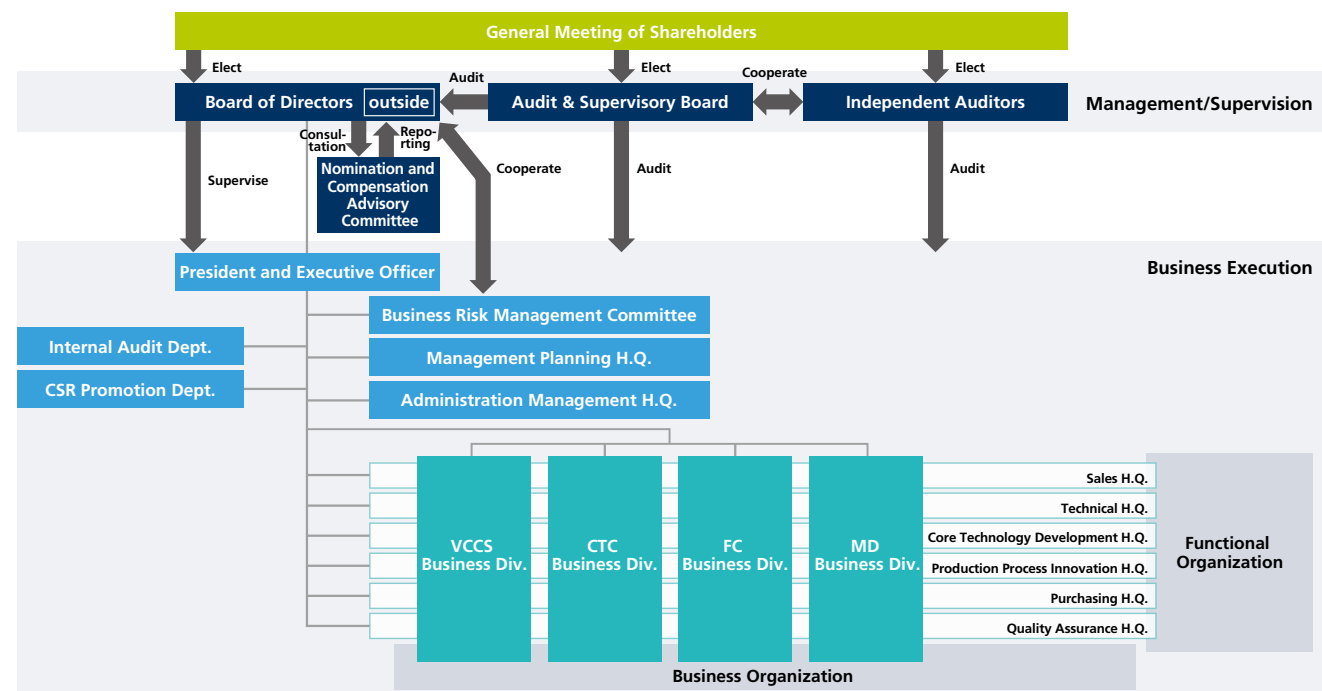 General Meeting of Shareholders
Elect
Elect
Elect
Audit
Cooperate
Board of Directors
outside
Audit & Supervisory Board
Independent Auditors
Management/Supervision
Consul-
tation
Repo-
rting
Supervise
Nomination and
Compensation
Advisory
Committee
Cooperate
Audit
Audit
President and Executive Officer
Business Execution
Business Risk Management Committee
Internal Audit Dept.
Management Planning H.Q.
CSR Promotion Dept.
Administration Management H.Q.
VCCS
Business Div.
CTC
Business Div.
FC
Business Div.
MD
Business Div.
Sales H.Q.
Technical H.Q.
Core Technology Development H.Q.
Production Process Innovation H.Q.
Purchasing H.Q.
Quality Assurance H.Q.
Functional
Organization
Business Organization